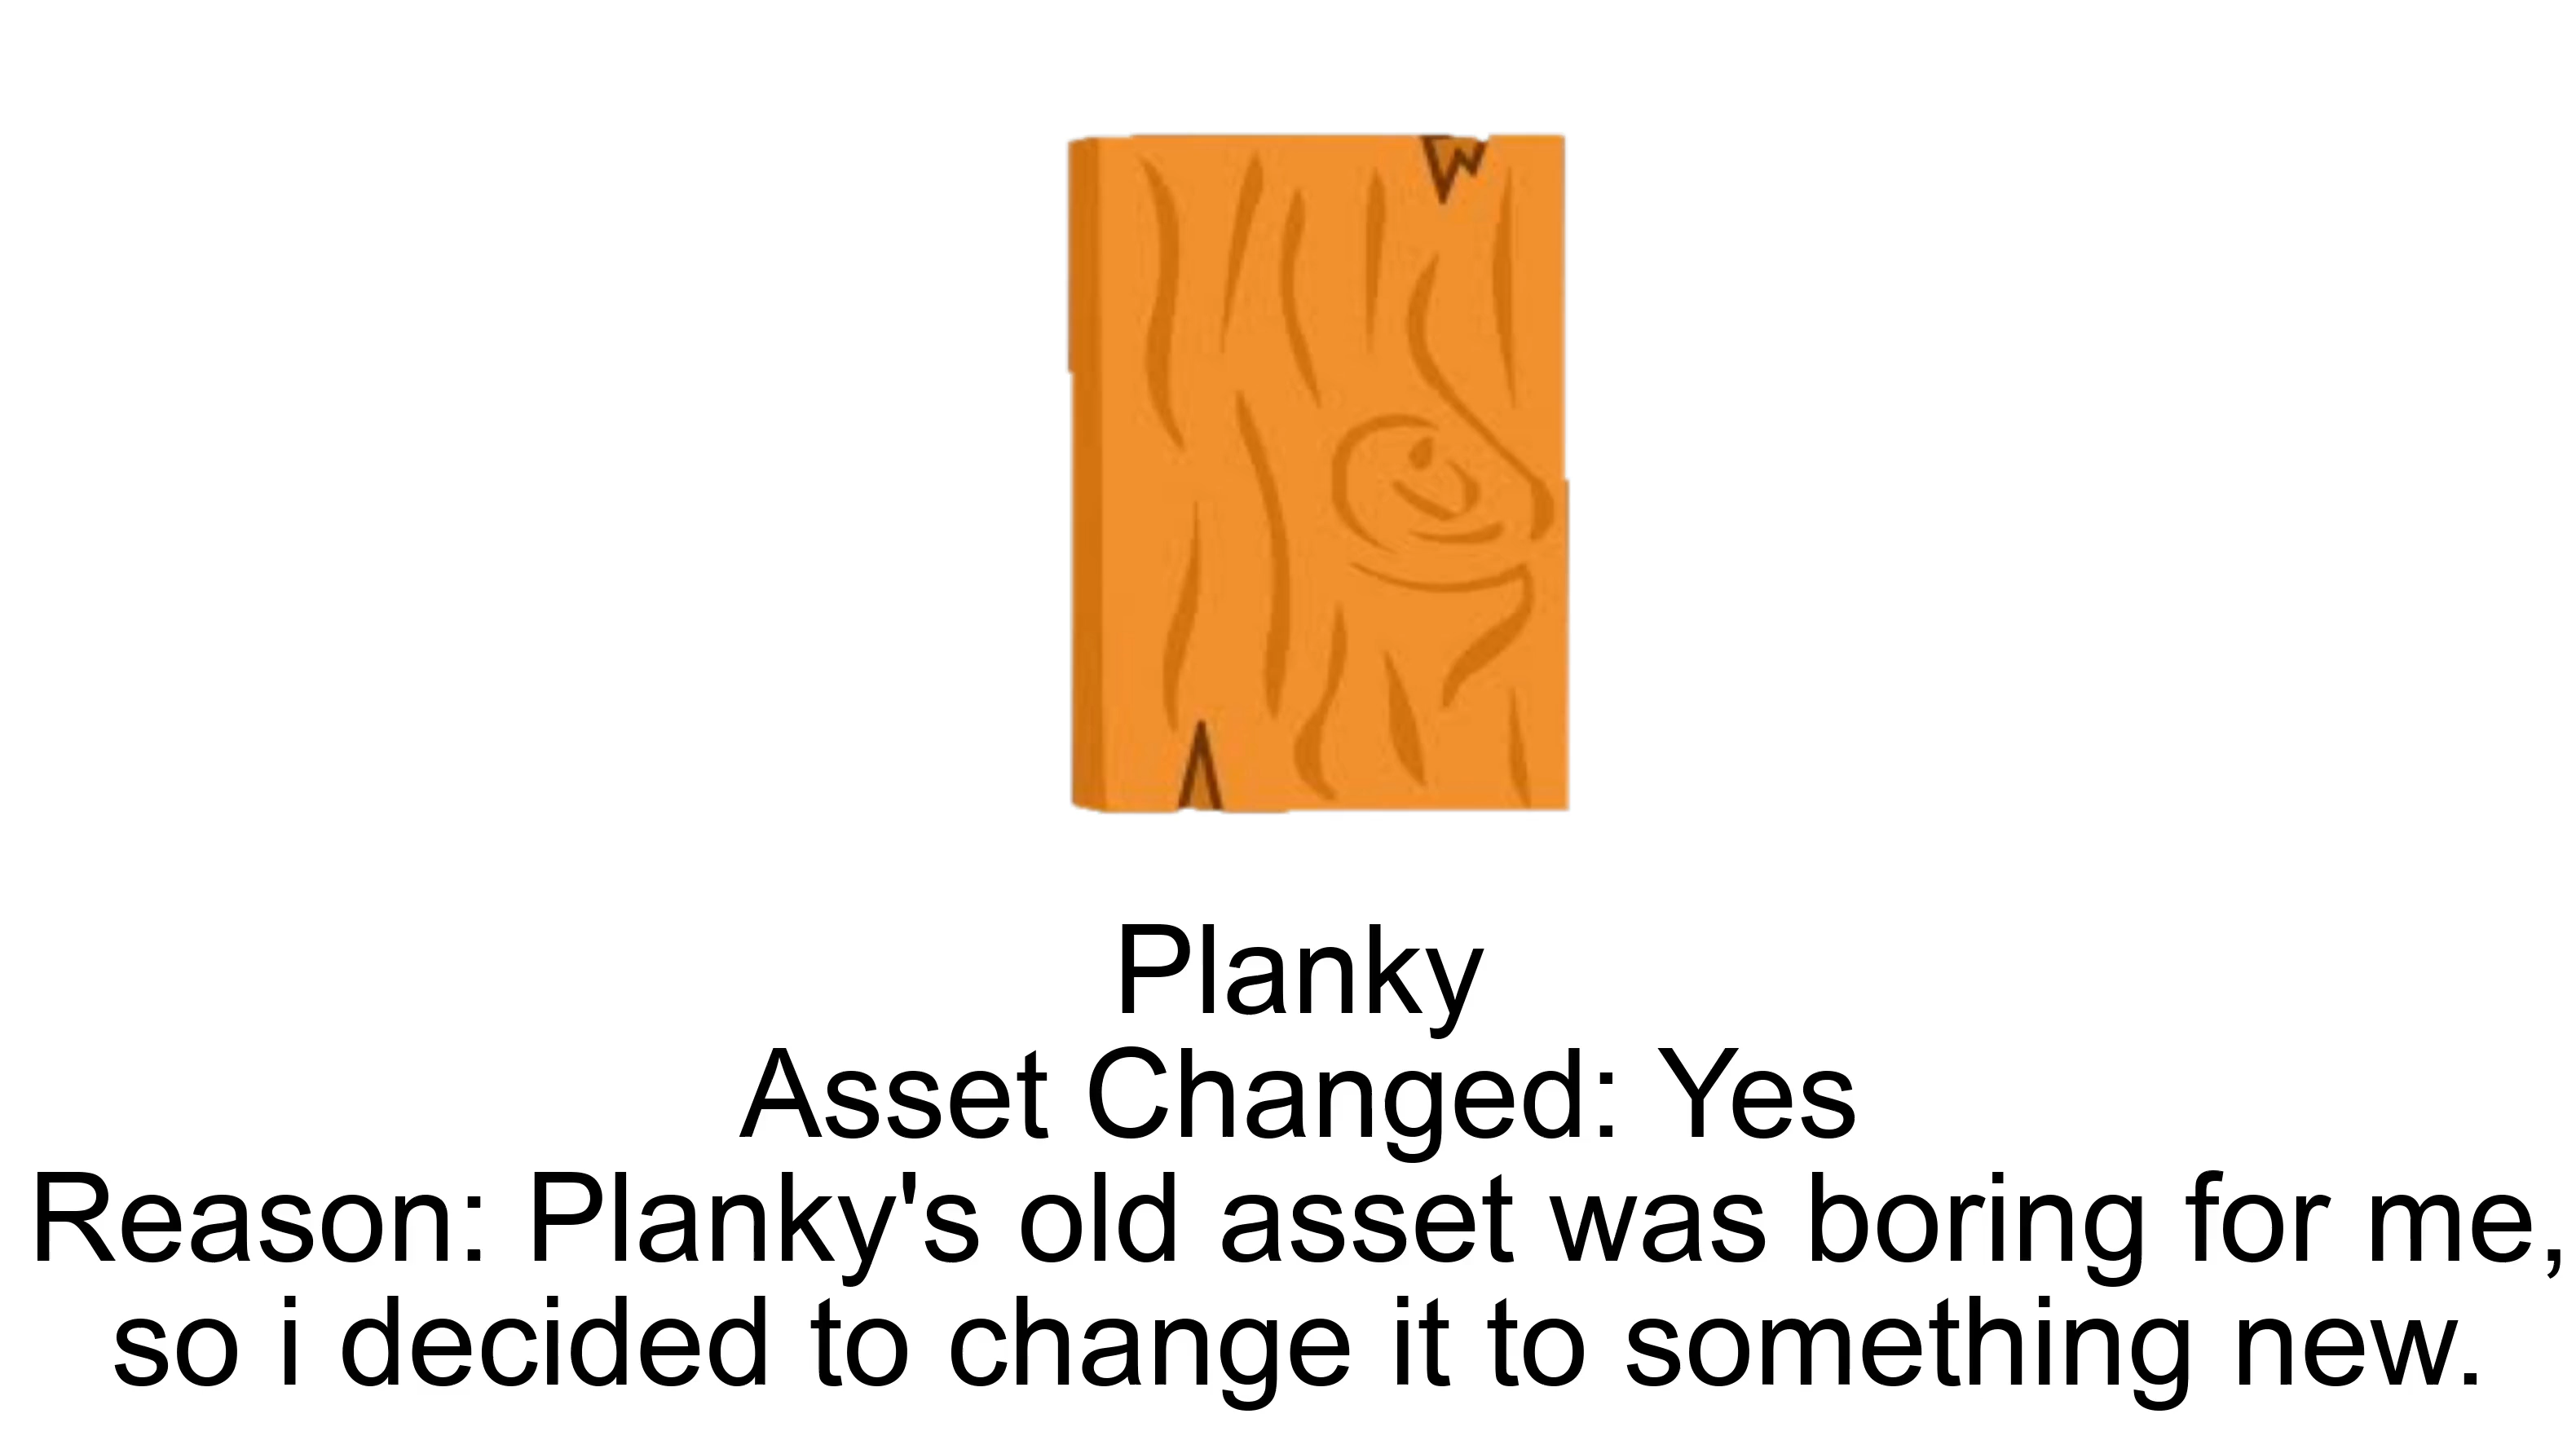 Planky
Asset Changed: Yes
Reason: Planky's old asset was boring for me,
so i decided to change it to something new.